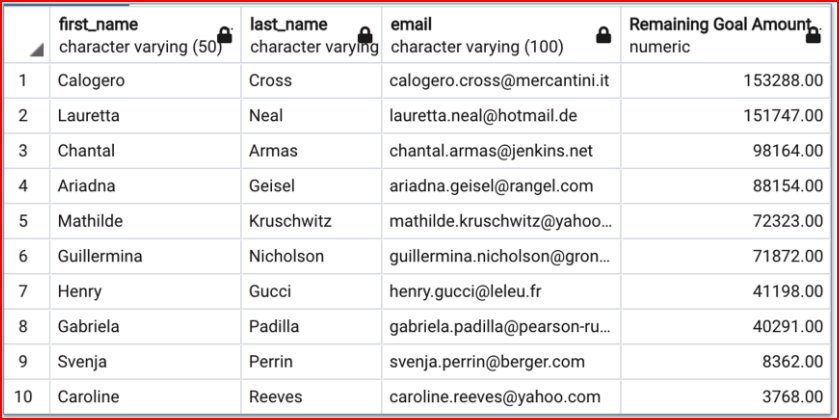 first_name last_name email Remaining Goal Amount
character varying (50) character varying character varying (100) numeric
1 Calogero Cross calogero.cross@mercantini.it 153288.00
2 Lauretta Neal lauretta.neal@hotmail.de 151747.00
3 Chantal Armas chantal.armas@jenkins.net 98164.00
4 Ariadna Geisel ariadna.geisel@rangel.com 88154.00
5 Mathilde Kruschwitz mathilde.kruschwitz@yahoo... 72323.00
6 Guillermina Nicholson guillermina.nicholson@gron... 71872.00
7 Henry Gucci henry.gucci@leleu.fr 41198.00
8 Gabriela Padilla gabriela.padilla@pearson-ru... 40291.00
9 Svenja Perrin svenja.perrin@berger.com 8362.00
10 Caroline Reeves caroline.reeves@yahoo.com 3768.00